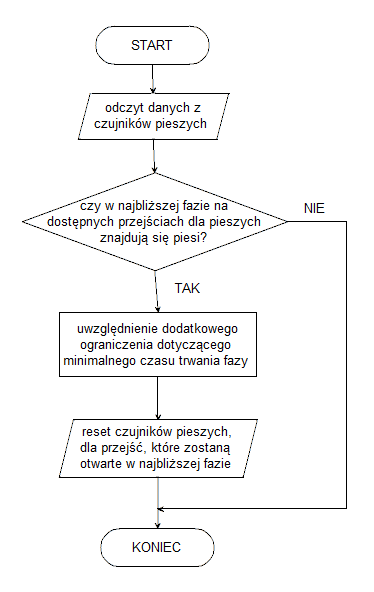 START
odczyt danych z
czujników pieszych
czy w najbliższej fazie na
dostępnych przejściach dla pieszych
znajdują się piesi?
NIE
TAK
uwzględnienie dodatkowego
ograniczenia dotyczącego
minimalnego czasu trwania fazy
reset czujników pieszych,
dla przejść, które zostaną
otwarte w najbliższej fazie
KONIEC